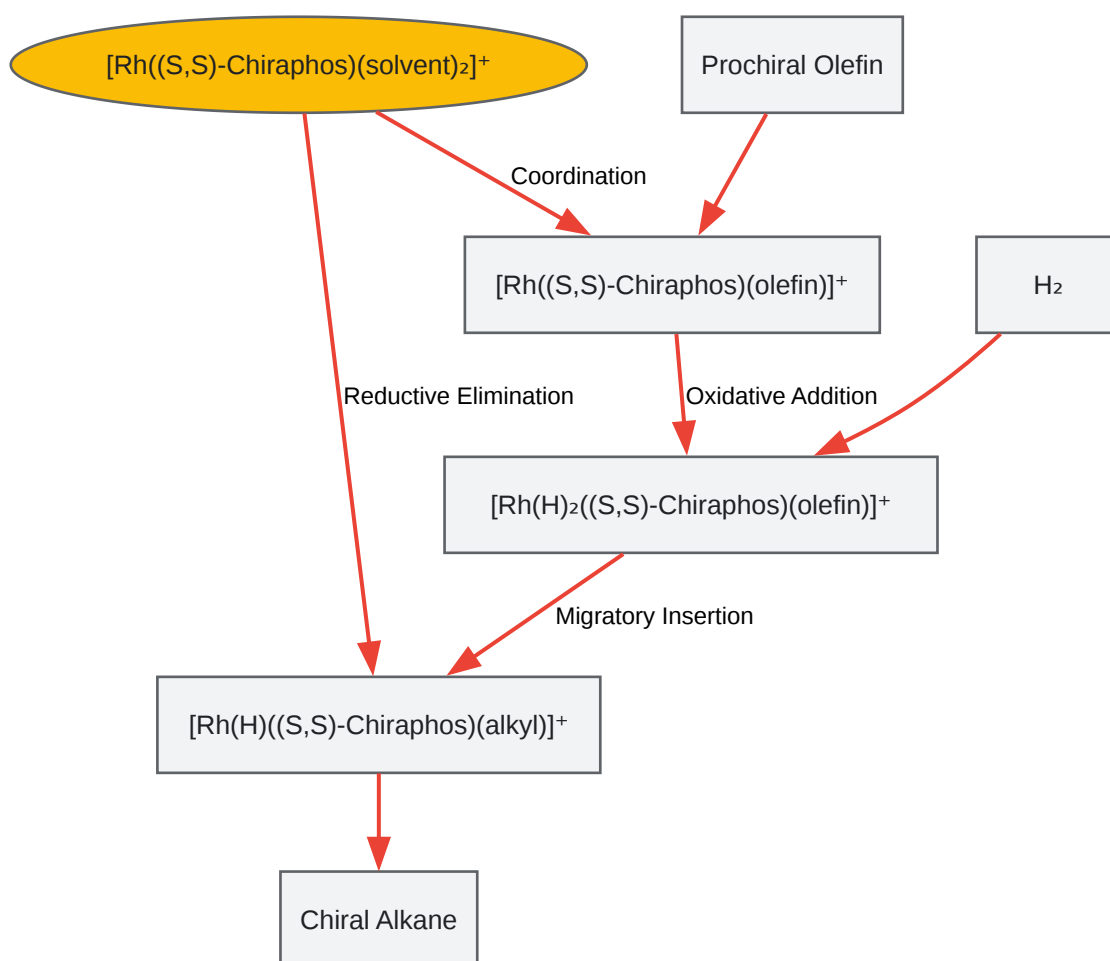 [Rh((S,S)-Chiraphos)(solvent)₂]⁺
Prochiral Olefin
Coordination
[Rh((S,S)-Chiraphos)(olefin)]⁺
H₂
Reductive Elimination
Oxidative Addition
[Rh(H)₂((S,S)-Chiraphos)(olefin)]⁺
Migratory Insertion
[Rh(H)((S,S)-Chiraphos)(alkyl)]⁺
Chiral Alkane